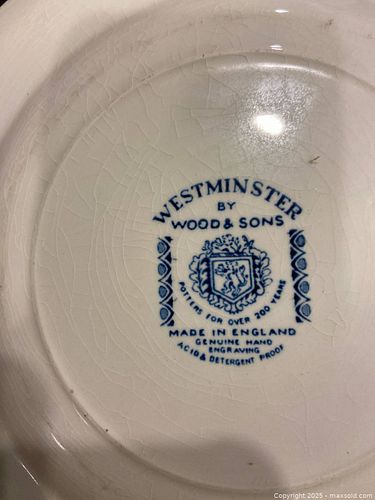 WESTMINSTER
BY
WOOD & SONS
POTTERS FOR OVER 200 YEARS
MADE IN ENGLAND
GENUINE HAND
ENGRAVING
ACID & DETERGENT PROOF
Copyright 2025 - maxsold.com